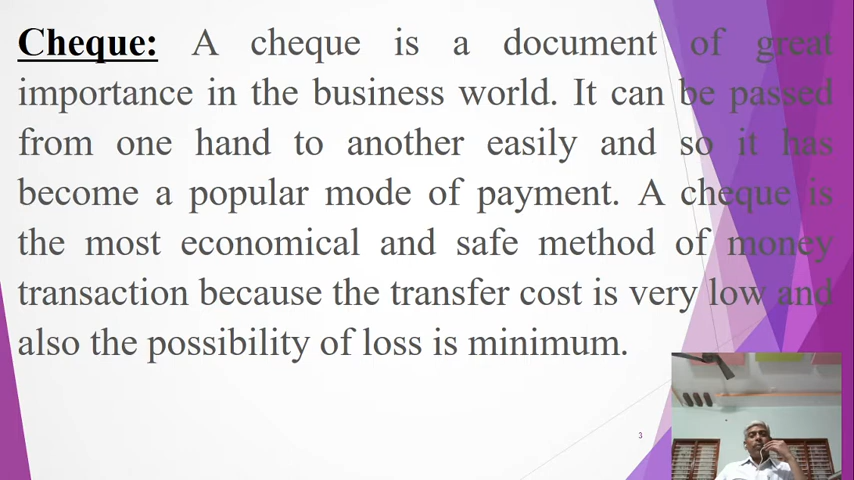 Cheque: A cheque is a document of great
importance in the business world. It can be passed
from one hand to another easily and so it has
become a popular mode of payment. A cheque is
the most economical and safe method of money
transaction because the transfer cost is very low and
also the possibility of loss is minimum.
3